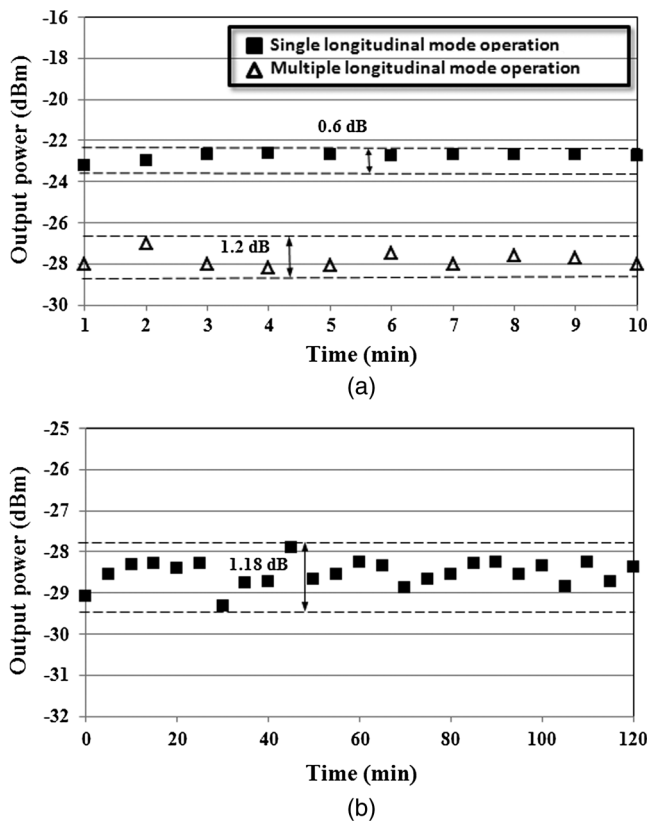 -16
-18
-20
-22
-24
-26
-28
-30
Output power (dBm)
Single longitudinal mode operation
Multiple longitudinal mode operation
0.6 dB
1.2 dB
1 2 3 4 5 6 7 8 9 10
Time (min)
(a)
-25
-26
-27
-28
-29
-30
-31
-32
Output power (dBm)
1.18 dB
0 20 40 60 80 100 120
Time (min)
(b)